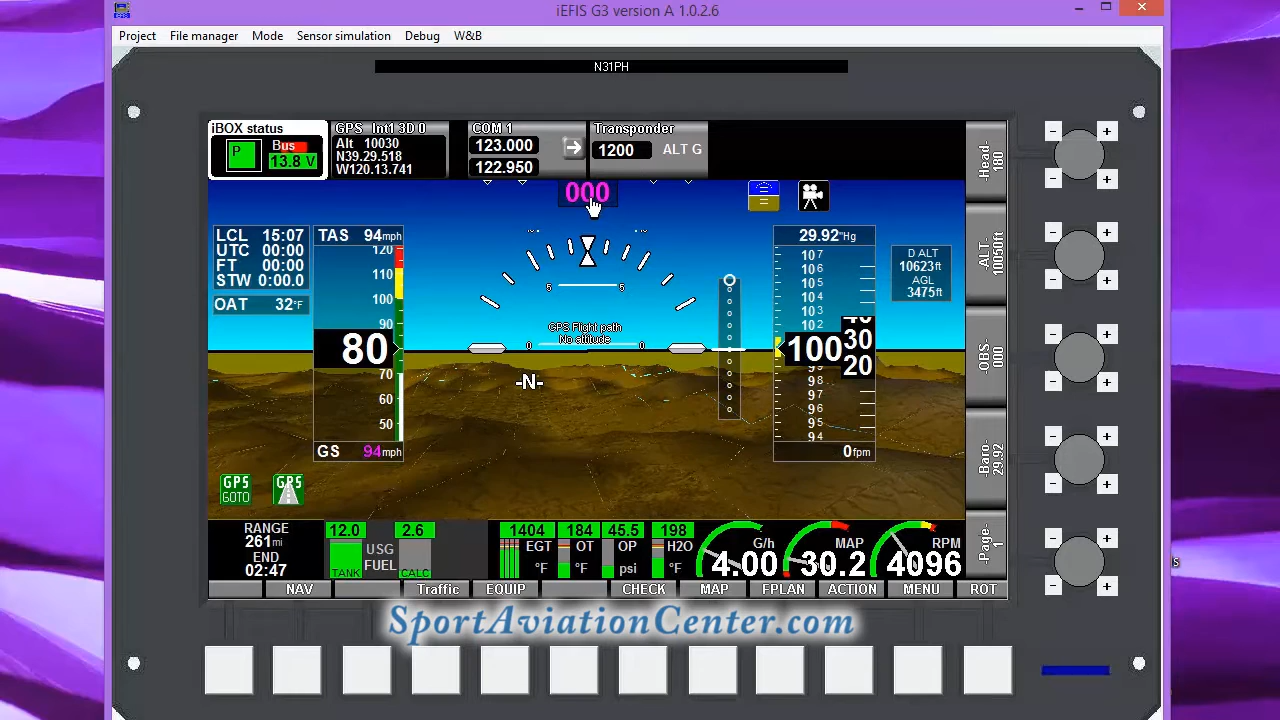 iEFIS G3 version A 1.0.2.6
Project File manager Mode Sensor simulation Debug W&B
N31PH
iBOX status
P
Bus
13.8 V
GPS Int1 3D 0
Alt 10030
N39.29.518
W120.13.741
COM 1
123.000
122.950
Transponder
1200 ALT G
-Head-
180
000
LCL 15:07
UTC 00:00
FT 00:00
STW 0:00.0
OAT 32°F
TAS 94mph
120
110
100
90
80
70
60
50
GS 94mph
5 5
GPS Flight path
No attitude
0 0
-N-
29.92"Hg
107
106
105
104
103
102
100
40
30
20
99
98
97
96
95
94
0fpm
D ALT
10623ft
AGL
3475ft
-ALT-
10050ft
OBS
000
-Baro-
29.92
-Page-
1
GPS
GOTO
GPS
RANGE
261mi
END
02:47
12.0 2.6
USG
FUEL
TANK CALC
1404 184 45.5 198
EGT OT OP H2O
°F °F psi °F
G/h
4.00
MAP
30.2
RPM
4096
NAV Traffic EQUIP CHECK MAP FPLAN ACTION MENU ROT
SportAviationCenter.com